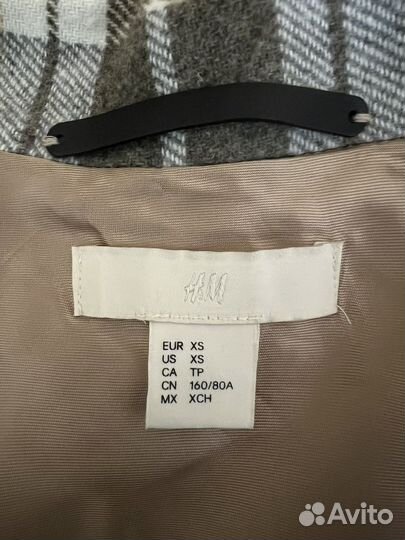 H&M
EUR XS
US XS
CA TP
CN 160/80A
MX XCH
Avito